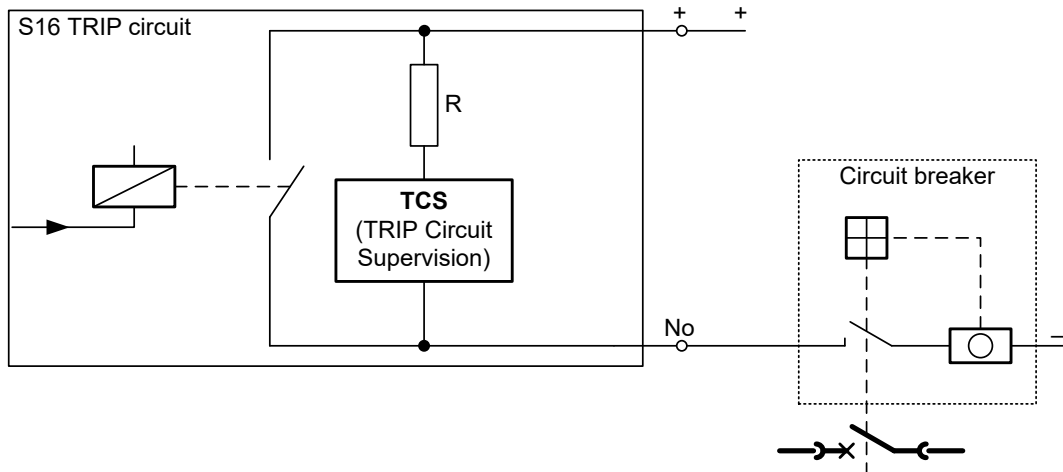 S16 TRIP circuit
+ +
R
TCS
(TRIP Circuit
Supervision)
Circuit breaker
No
−